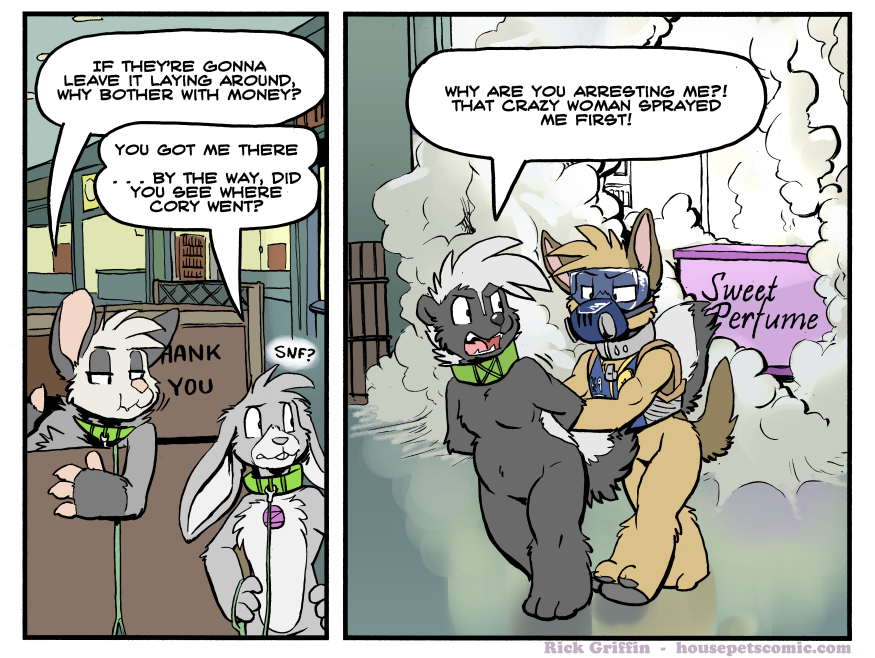 IF THEY'RE GONNA
LEAVE IT LAYING AROUND,
WHY BOTHER WITH MONEY?
YOU GOT ME THERE
. . . BY THE WAY, DID
YOU SEE WHERE
CORY WENT?
HANK
YOU
SNF?
WHY ARE YOU ARRESTING ME?!
THAT CRAZY WOMAN SPRAYED
ME FIRST!
Sweet
Perfume
Rick Griffin - housepetscomic.com